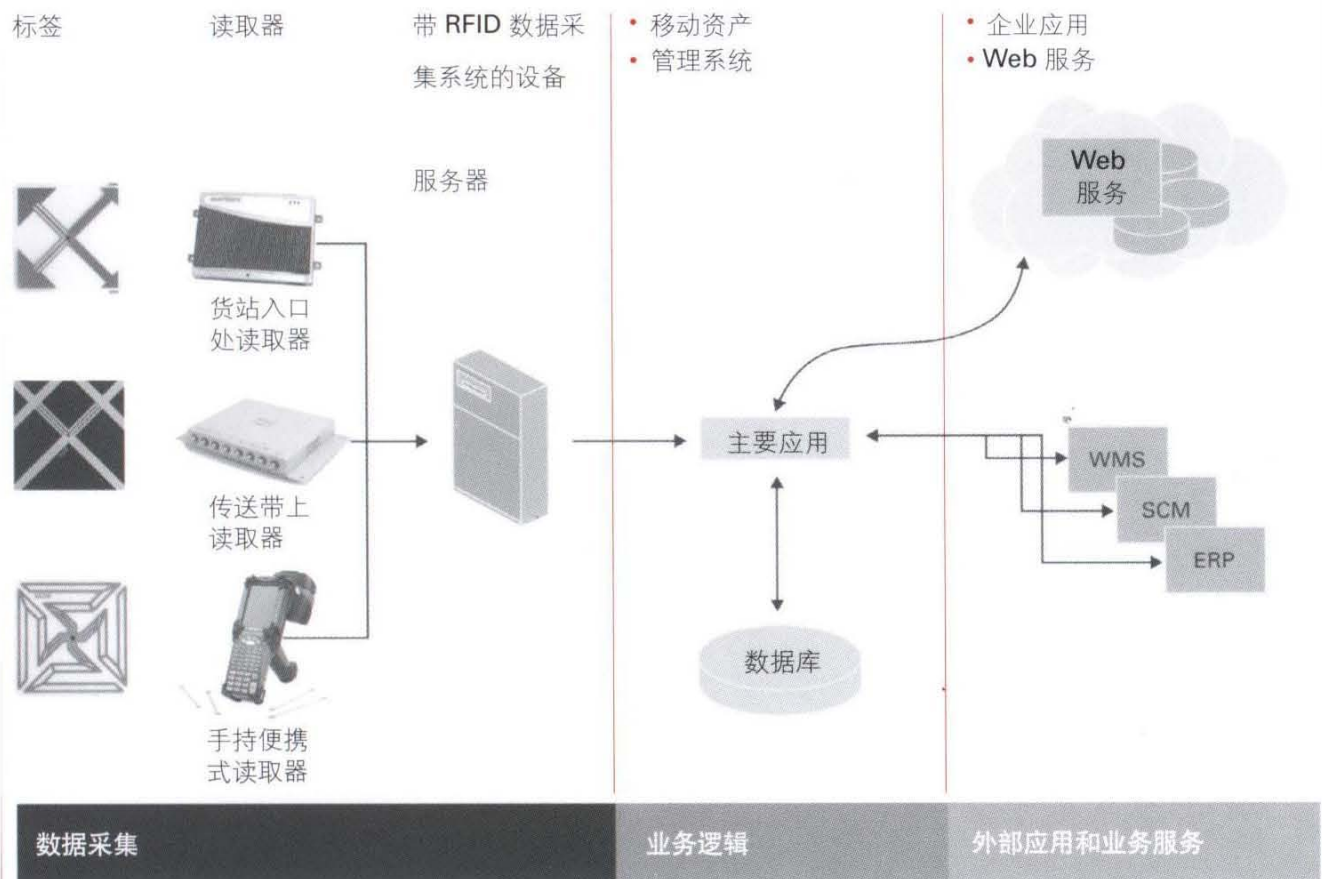 标签
读取器
带 RFID 数据采
集系统的设备
服务器
• 移动资产
• 管理系统
• 企业应用
• Web 服务
Web
服务
货站入口
处读取器
传送带上
读取器
手持便携
式读取器
主要应用
数据库
WMS
SCM
ERP
数据采集
业务逻辑
外部应用和业务服务